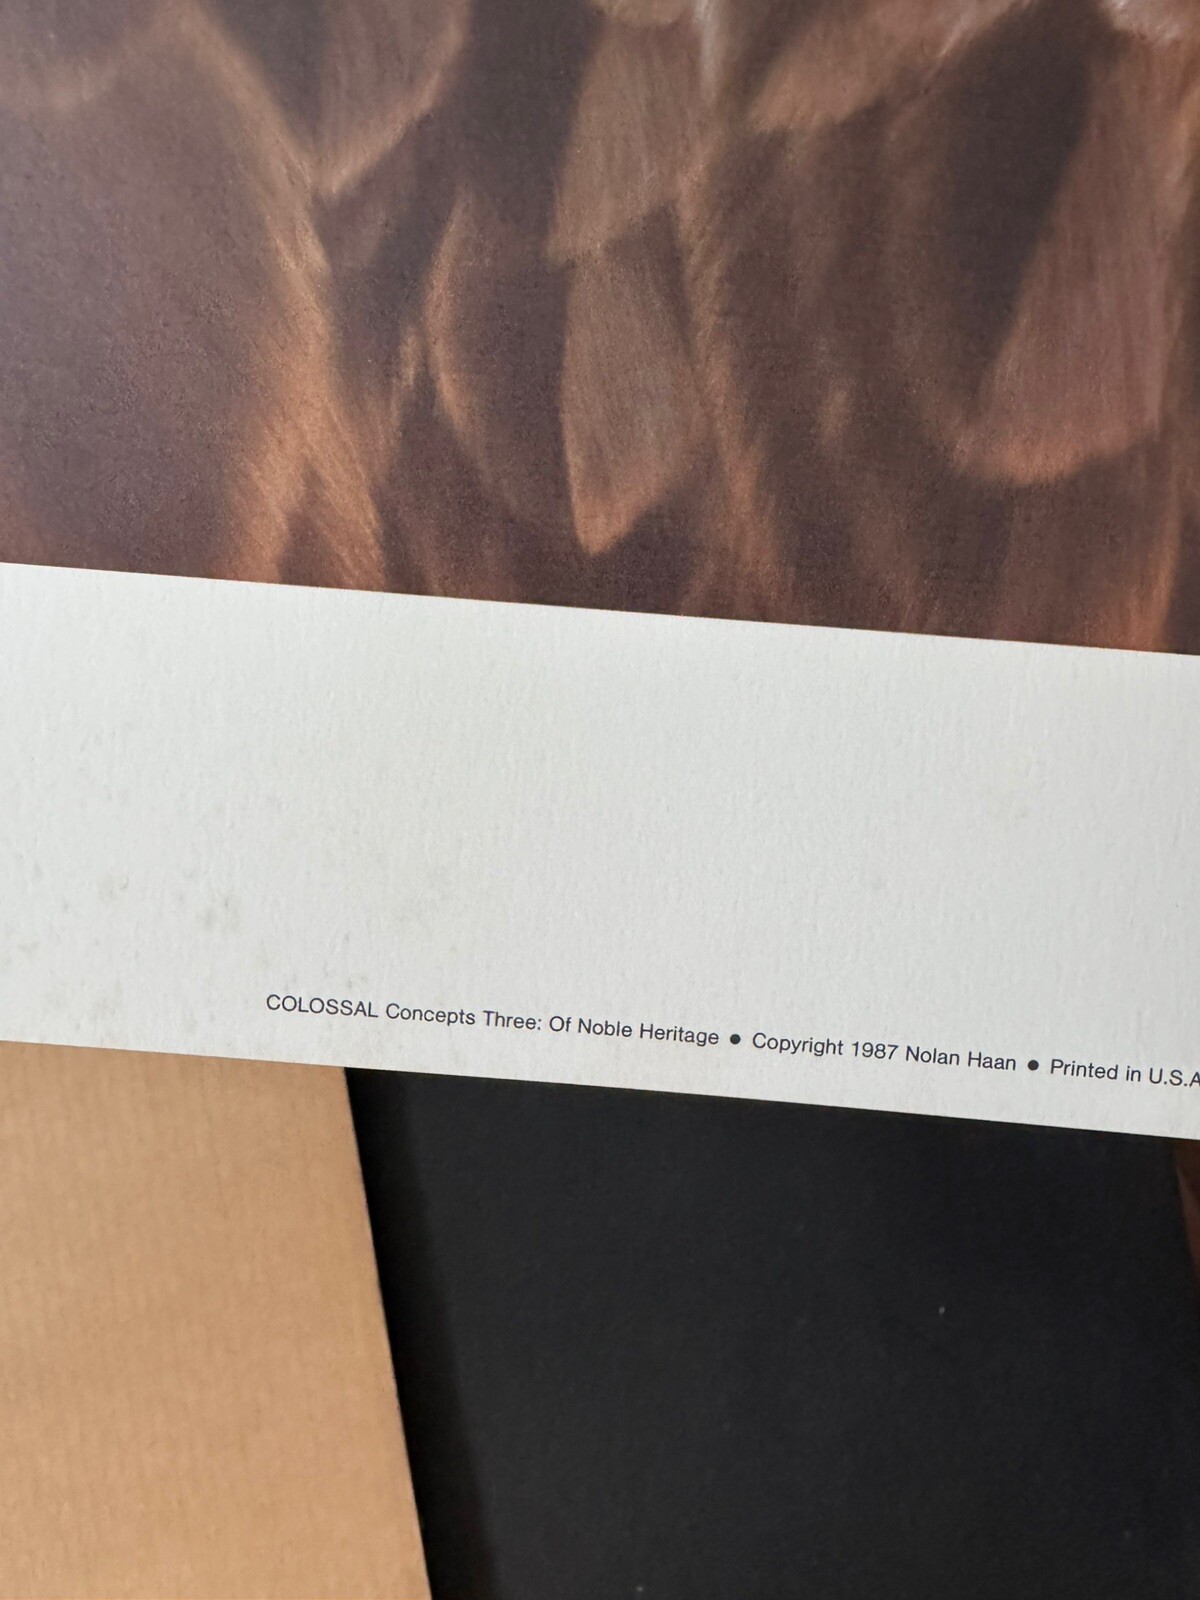 COLOSSAL Concepts Three: Of Noble Heritage ● Copyright 1987 Nolan Haan ● Printed in U.S.A